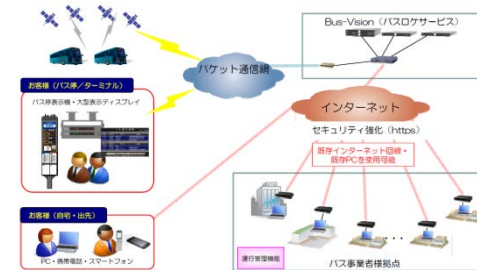 Bus-Vision（バスロケサービス）
パケット通信網
お客様（バス停／ターミナル）
バス停表示機・大型表示ディスプレイ
インターネット
セキュリティ強化（https）
既存インターネット回線・
既存PCを使用可能
お客様（自宅・出先）
PC・携帯電話・スマートフォン
運行管理機能
バス事業者様拠点